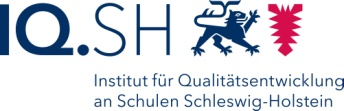 IQ.SH
Institut für Qualitätsentwicklung
an Schulen Schleswig-Holstein